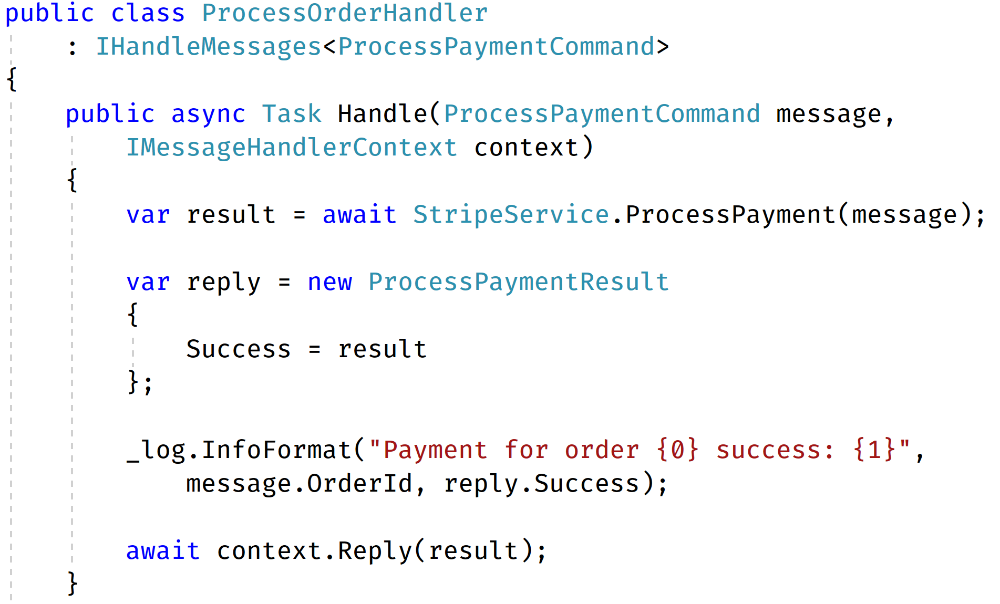 public class ProcessOrderHandler
    : IHandleMessages<ProcessPaymentCommand>
{
    public async Task Handle(ProcessPaymentCommand message,
        IMessageHandlerContext context)
    {
        var result = await StripeService.ProcessPayment(message);

        var reply = new ProcessPaymentResult
        {
            Success = result
        };

        _log.InfoFormat("Payment for order {0} success: {1}",
            message.OrderId, reply.Success);

        await context.Reply(result);
    }